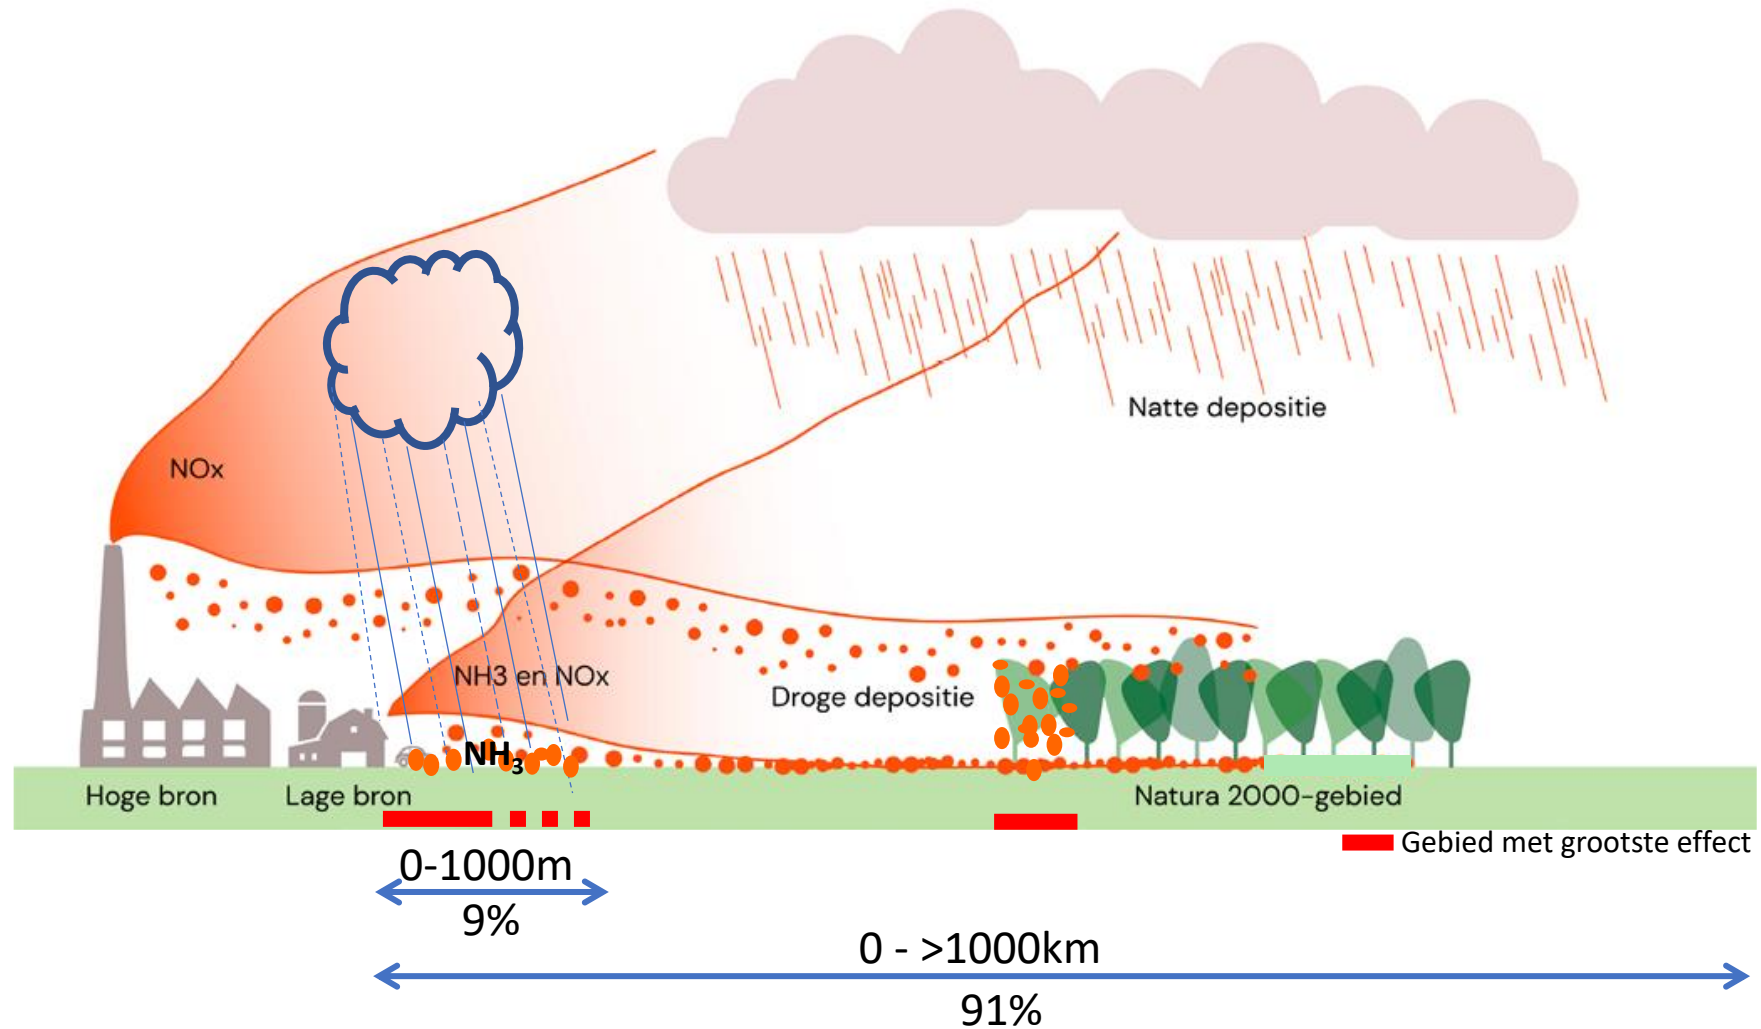 NOx
Natte depositie
NH3 en NOx
Droge depositie
NH₃
Hoge bron
Lage bron
Natura 2000-gebied
Gebied met grootste effect
0-1000m
9%
0 - >1000km
91%